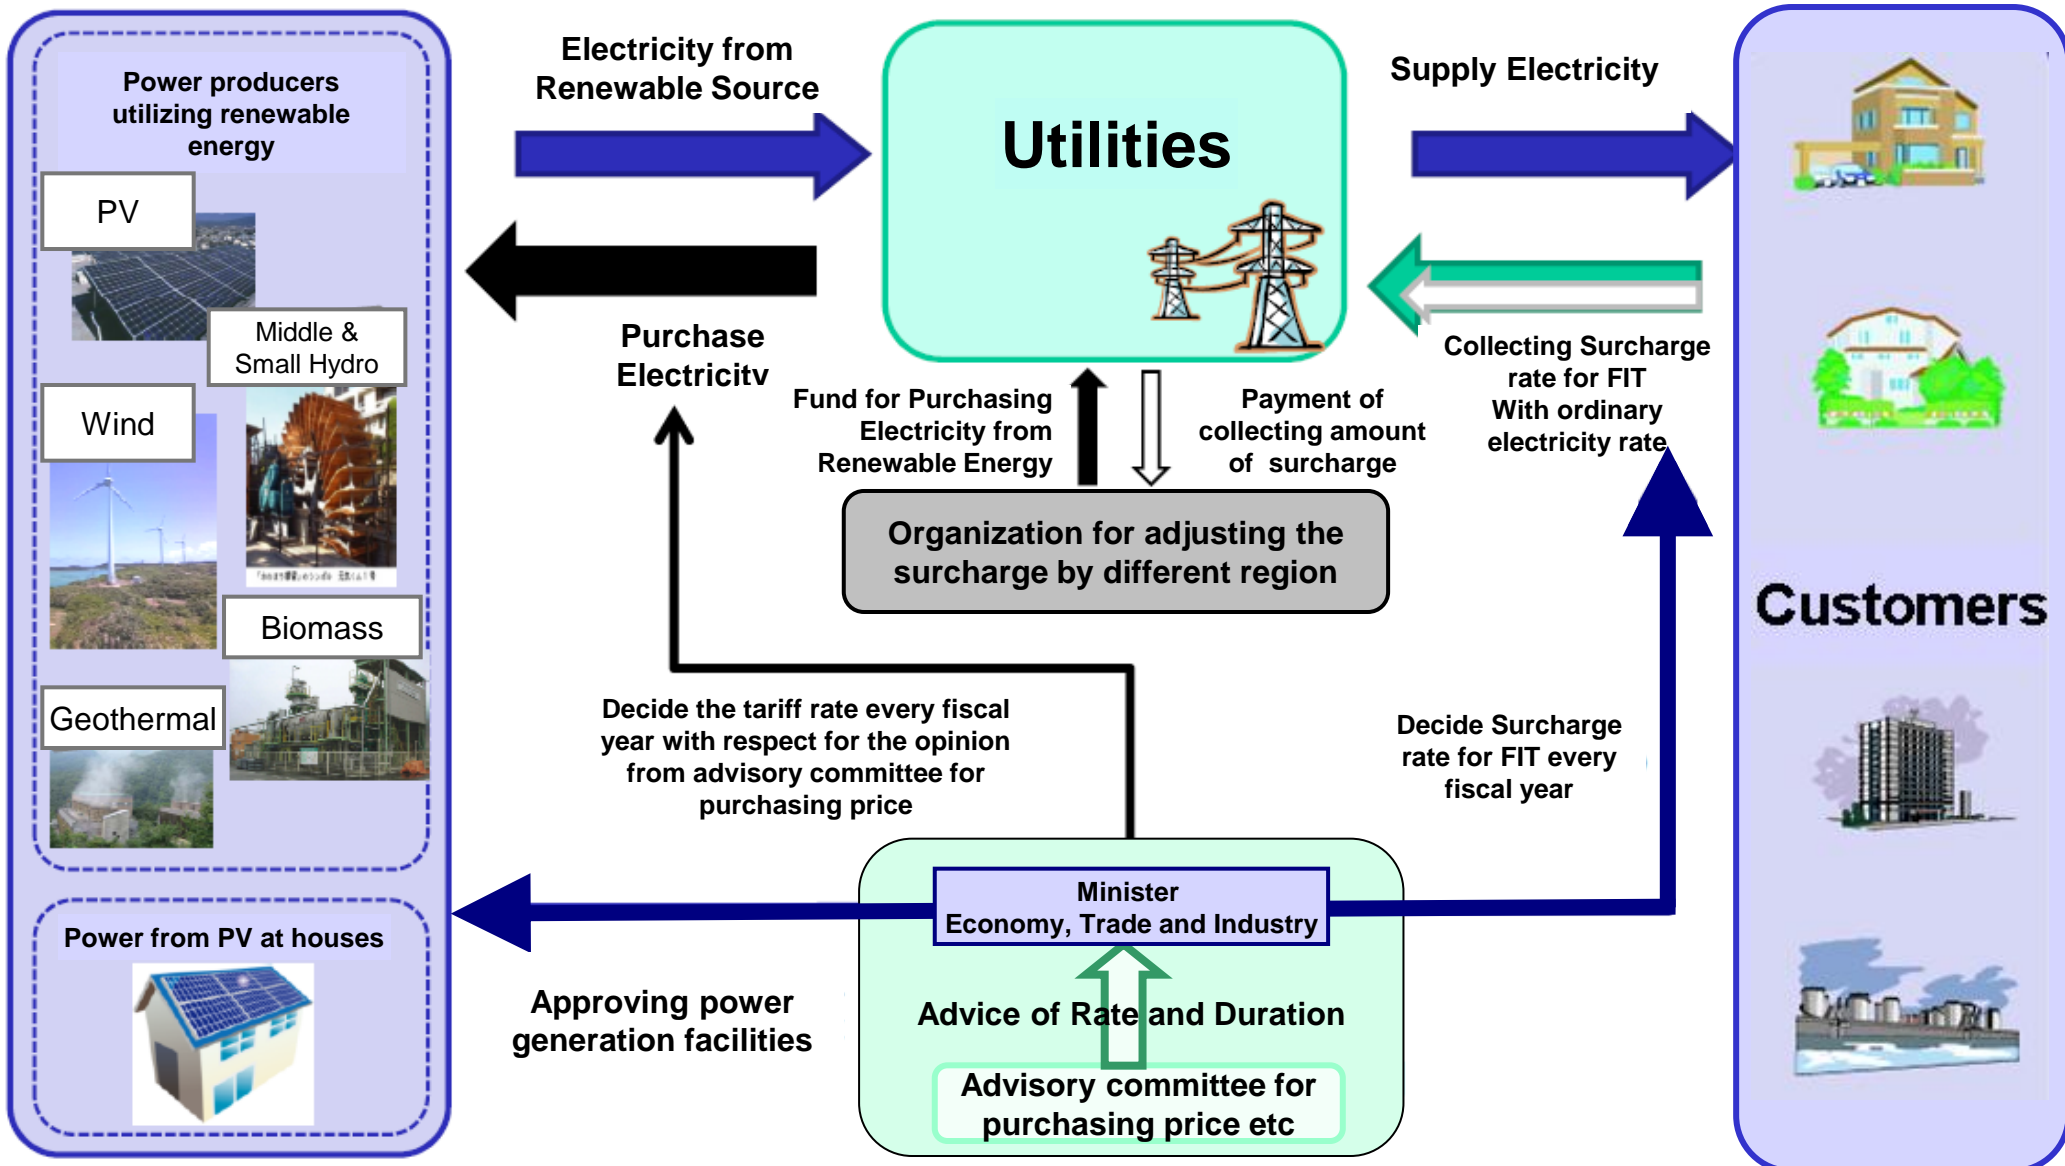 Power producers
utilizing renewable
energy
PV
Middle &
Small Hydro
Wind
Biomass
Geothermal
Power from PV at houses
Electricity from
Renewable Source
Purchase
Electricity
Utilities
Supply Electricity
Collecting Surcharge
rate for FIT
With ordinary
electricity rate
Fund for Purchasing
Electricity from
Renewable Energy
Payment of
collecting amount
of surcharge
Organization for adjusting the
surcharge by different region
Customers
Decide the tariff rate every fiscal
year with respect for the opinion
from advisory committee for
purchasing price
Decide Surcharge
rate for FIT every
fiscal year
Minister
Economy, Trade and Industry
Approving power
generation facilities
Advice of Rate and Duration
Advisory committee for
purchasing price etc